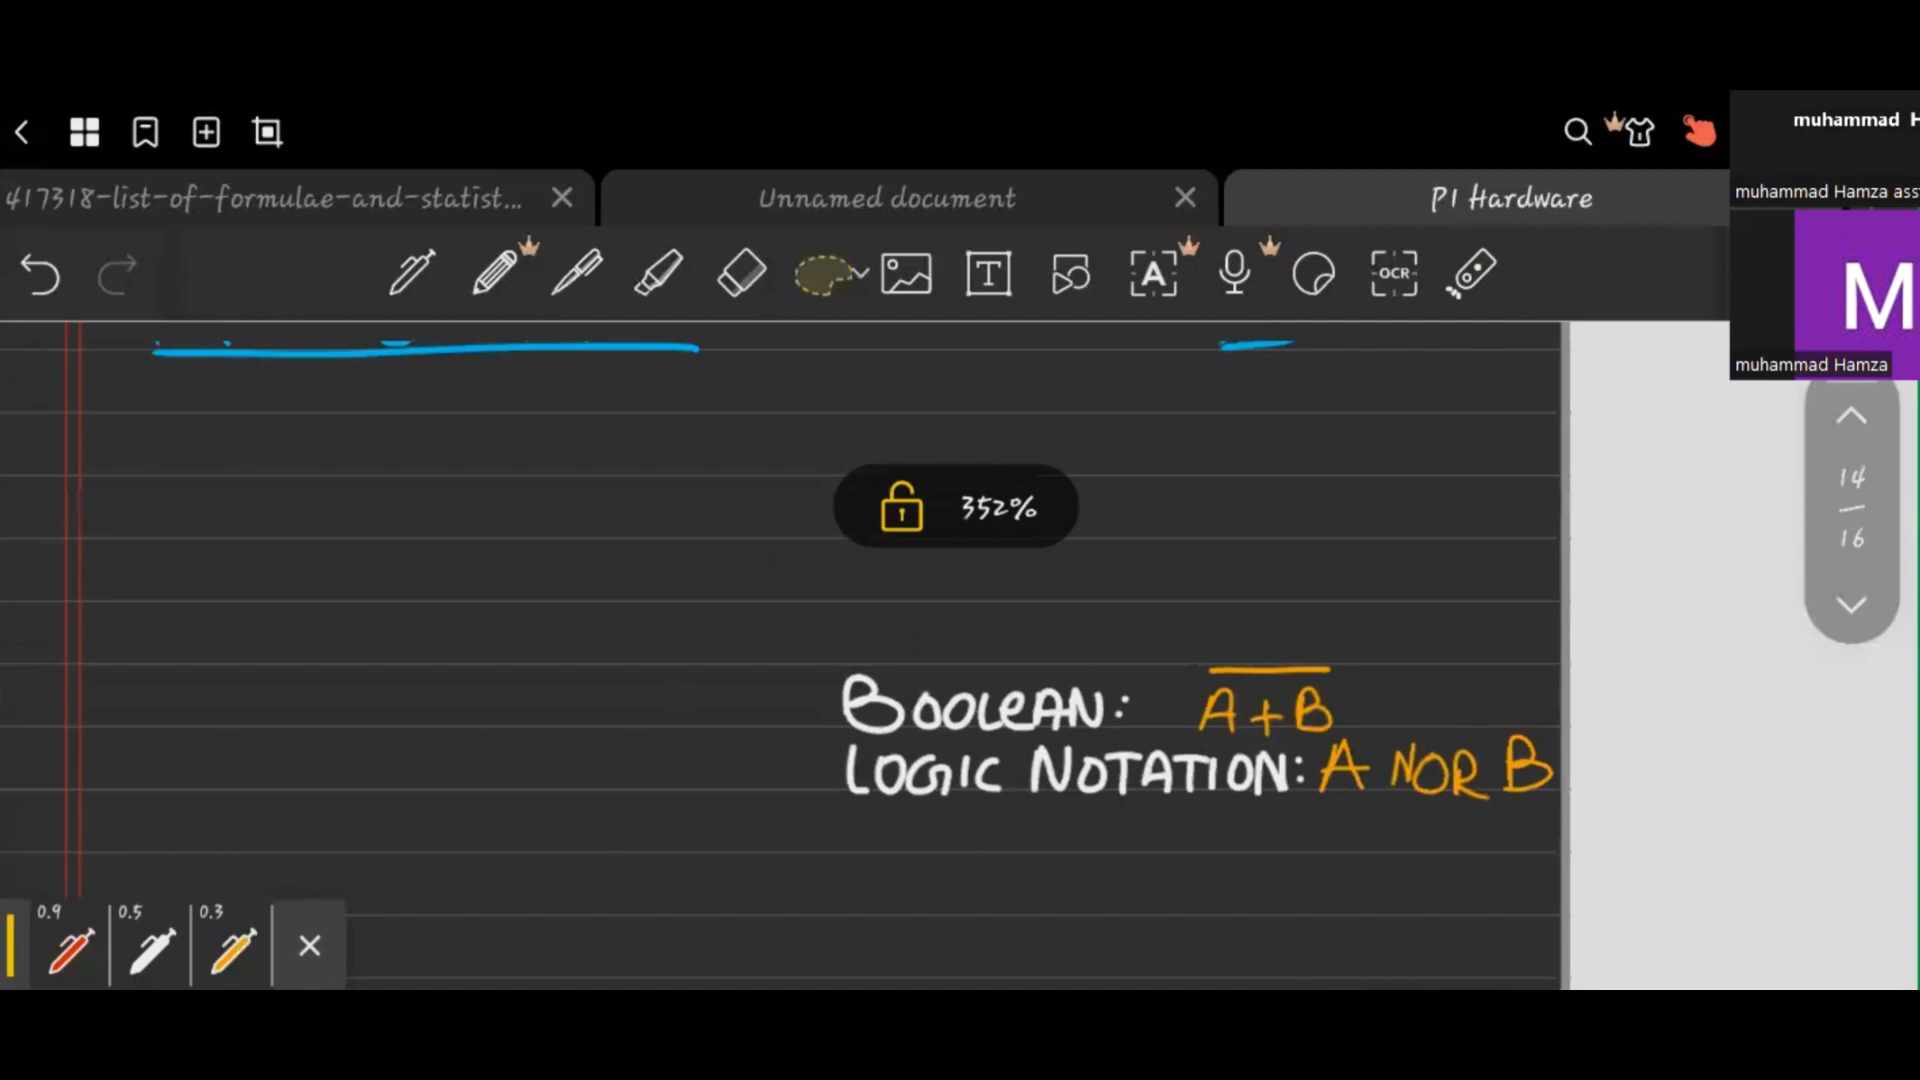 muhammad H
417318-list-of-formulae-and-statist...
Unnamed document
P1 Hardware
muhammad Hamza ass
T
A
OCR
M
muhammad Hamza
352%
14
16
BOOLEAN: \overline{A+B}
LOGIC NOTATION: A NOR B
0.9
0.5
0.3